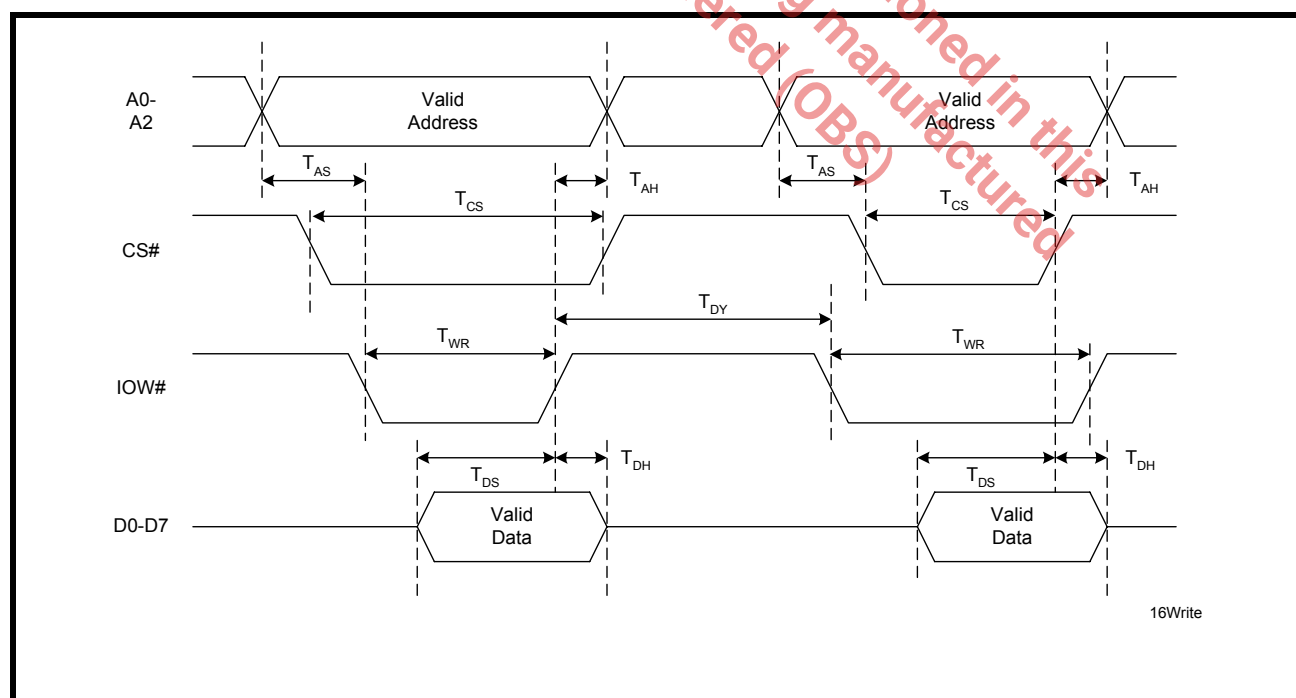 ioned in this
g manufactured
ered (OBS)
A0-
A2
Valid
Address
Valid
Address
TAS
TAH
TAS
TAH
TCS
TCS
CS#
TDY
TWR
TWR
IOW#
TDS
TDH
TDS
TDH
D0-D7
Valid
Data
Valid
Data
16Write